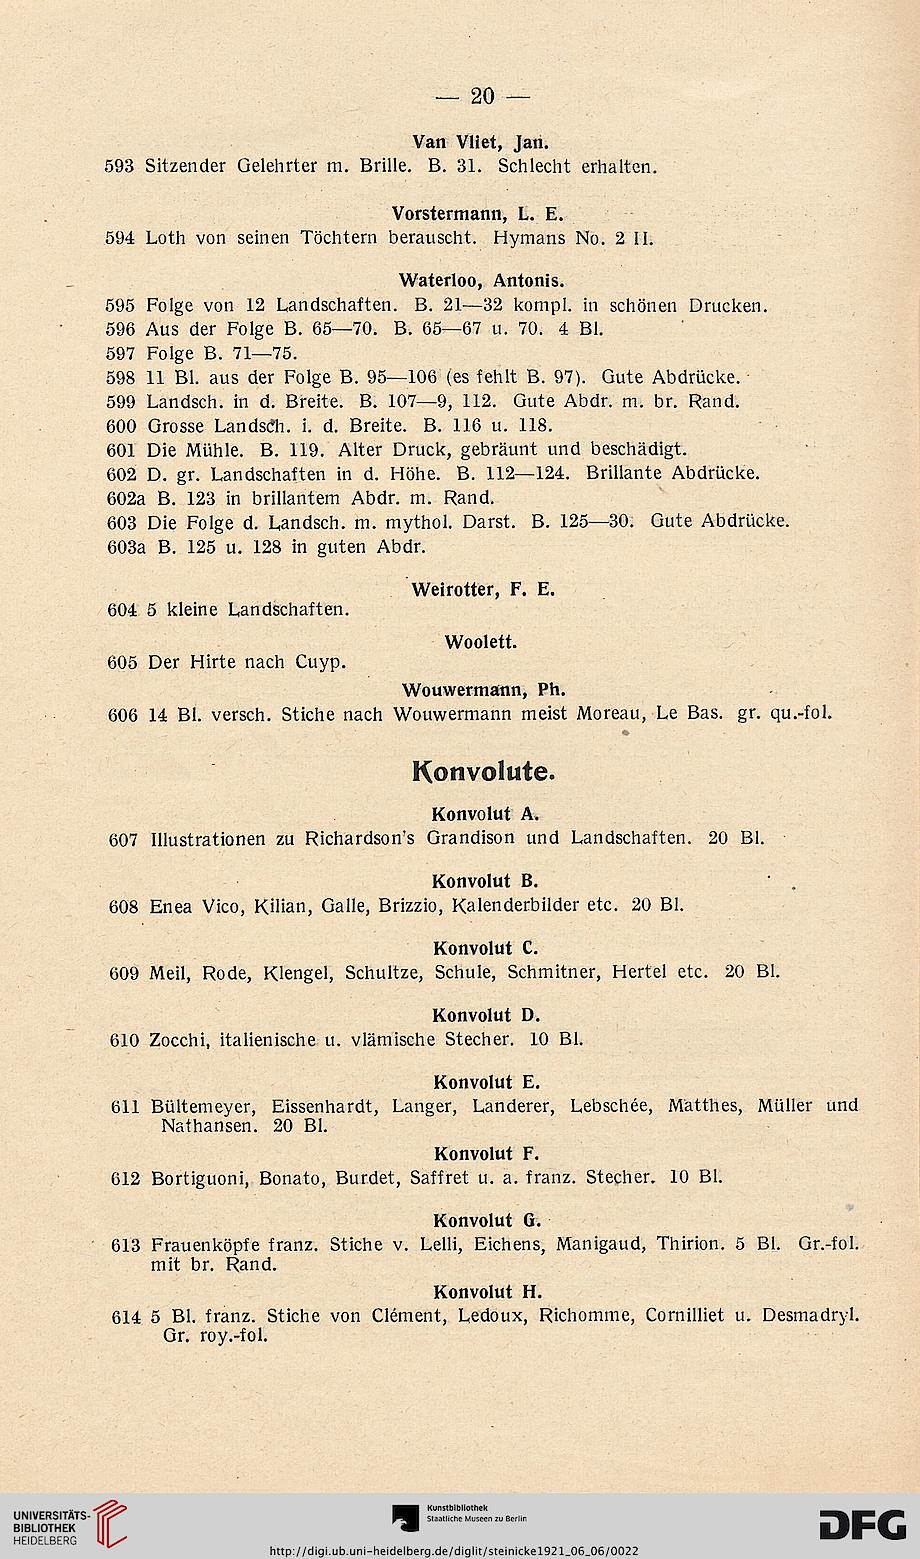 — 20 —
Van Vliet, Jan.
593 Sitzender Gelehrter m. Brille. B. 31. Schlecht erhalten.
Vorstermann, L. E.
594 Loth von seinen Töchtern berauscht. Hymans No. 2 II.
Waterloo, Antonis.
595 Folge von 12 Landschaften. B. 21—32 kompl. in schönen Drucken.
596 Aus der Folge B. 65—70. B. 65—67 u. 70. 4 Bl.
597 Folge B. 71—75.
598 11 Bl. aus der Folge B. 95—106 (es fehlt B. 97). Gute Abdrücke.
599 Landsch. in d. Breite. B. 107—9, 112. Gute Abdr. m. br. Rand.
600 Grosse Landsch. i. d. Breite. B. 116 u. 118.
601 Die Mühle. B. 119. Alter Druck, gebräunt und beschädigt.
602 D. gr. Landschaften in d. Höhe. B. 112—124. Brillante Abdrücke.
602a B. 123 in brillantem Abdr. m. Rand.
603 Die Folge d. Landsch. m. mythol. Darst. B. 125—30. Gute Abdrücke.
603a B. 125 u. 128 in guten Abdr.
Weirotter, F. E.
604 5 kleine Landschaften.
Woolett.
605 Der Hirte nach Cuyp.
Wouwermann, Ph.
606 14 Bl. versch. Stiche nach Wouwermann meist Moreau, Le Bas. gr. qu.-fol.
Konvolute.
Konvolut A.
607 Illustrationen zu Richardson's Grandison und Landschaften. 20 Bl.
Konvolut B.
608 Enea Vico, Kilian, Galle, Brizzio, Kalenderbilder etc. 20 Bl.
Konvolut C.
609 Meil, Rode, Klengel, Schultze, Schule, Schmitner, Hertel etc. 20 Bl.
Konvolut D.
610 Zocchi, italienische u. vlämische Stecher. 10 Bl.
Konvolut E.
611 Bültemeyer, Eissenhardt, Langer, Landerer, Lebschée, Matthes, Müller und
Nathansen. 20 Bl.
Konvolut F.
612 Bortiguoni, Bonato, Burdet, Saffret u. a. franz. Stecher. 10 Bl.
Konvolut G.
613 Frauenköpfe franz. Stiche v. Lelli, Eichens, Manigaud, Thirion. 5 Bl. Gr.-fol.
mit br. Rand.
Konvolut H.
614 5 Bl. franz. Stiche von Clément, Ledoux, Richomme, Cornilliet u. Desmadryl.
Gr. roy.-fol.
UNIVERSITÄTS-
BIBLIOTHEK
HEIDELBERG
Kunstbibliothek
Staatliche Museen zu Berlin
http://digi.ub.uni-heidelberg.de/diglit/steinicke1921_06_06/0022
DFG